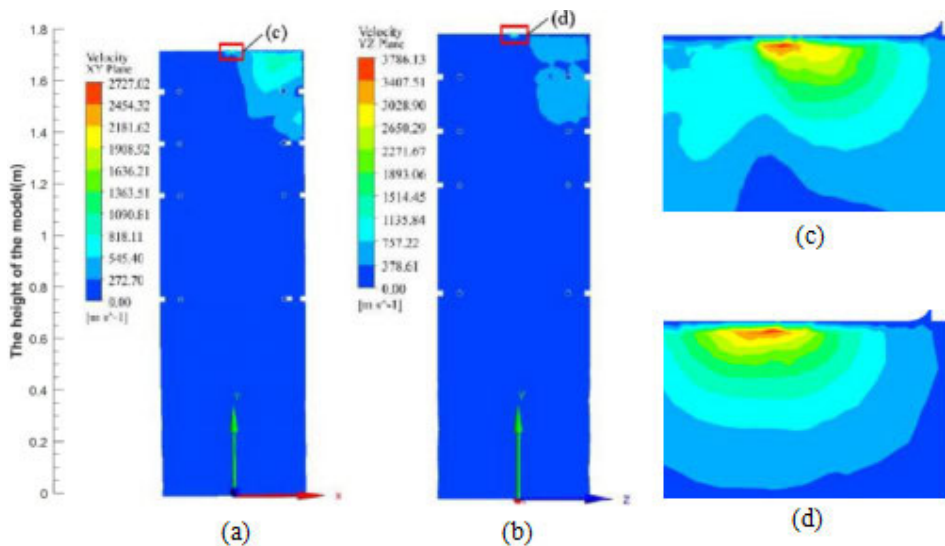 The height of the model(m)
1.8
1.6
1.4
1.2
1
0.8
0.6
0.4
0.2
0
Velocity
XY Plane
2727.02
2454.32
2181.62
1908.92
1636.21
1363.51
1090.81
818.11
545.40
272.70
0.00
[m s^-1]
(c)
Y
X
(a)
Velocity
YZ Plane
3786.13
3407.51
3028.90
2650.29
2271.67
1893.06
1514.45
1135.84
757.22
378.61
0.00
[m s^-1]
(d)
Y
Z
(b)
(c)
(d)